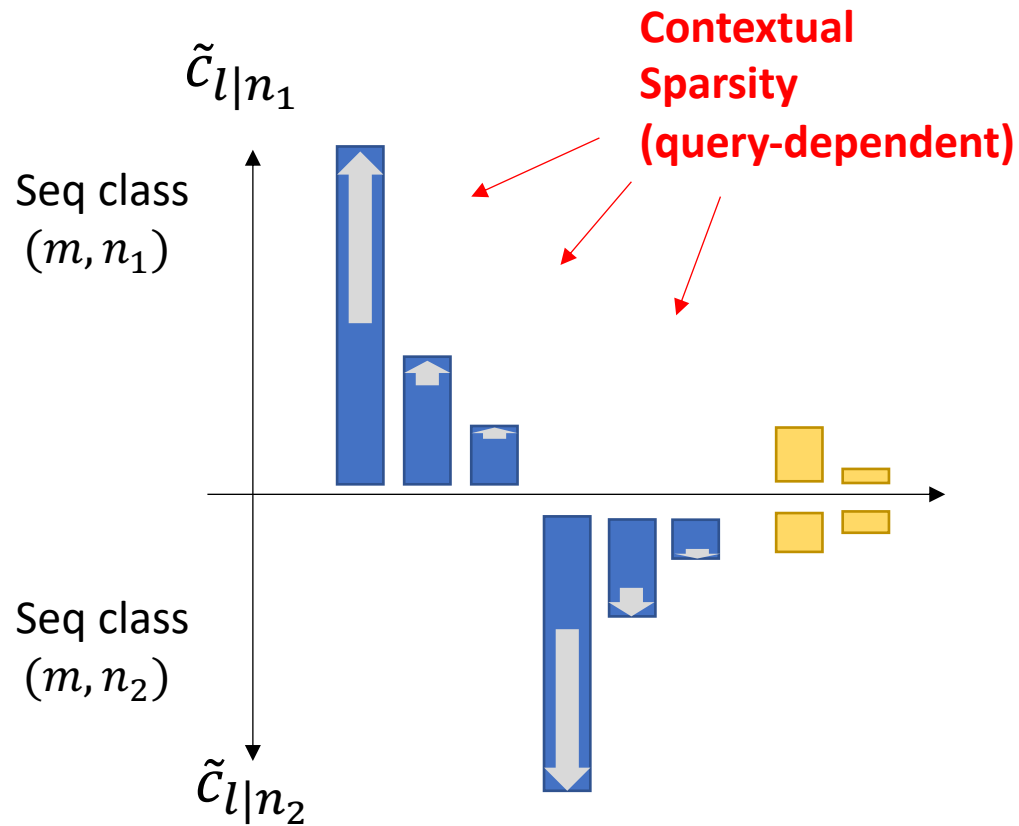 Contextual
Sparsity
(query-dependent)
c̃_{l|n_1}
Seq class
(m, n_1)
Seq class
(m, n_2)
c̃_{l|n_2}